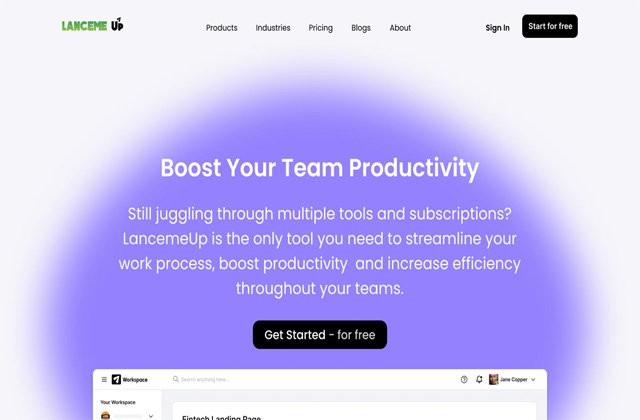 LANCEME UP
Products Industries Pricing Blogs About
Sign In
Start for free
Boost Your Team Productivity
Still juggling through multiple tools and subscriptions?
LancemeUp is the only tool you need to streamline your
work process, boost productivity and increase efficiency
throughout your teams.
Get Started - for free
Workspace
Search anything here...
Jane Copper
Your Workspace
Fintech Landing Page